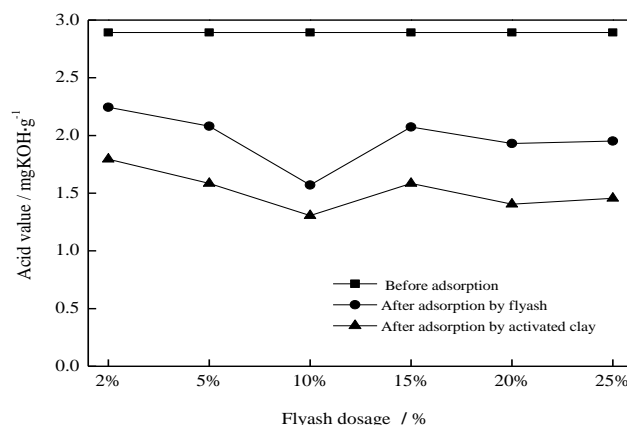 3.0
2.5
2.0
1.5
1.0
0.5
0.0
Acid value / mgKOH·g⁻¹
Before adsorption
After adsorption by flyash
After adsorption by activated clay
2% 5% 10% 15% 20% 25%
Flyash dosage / %